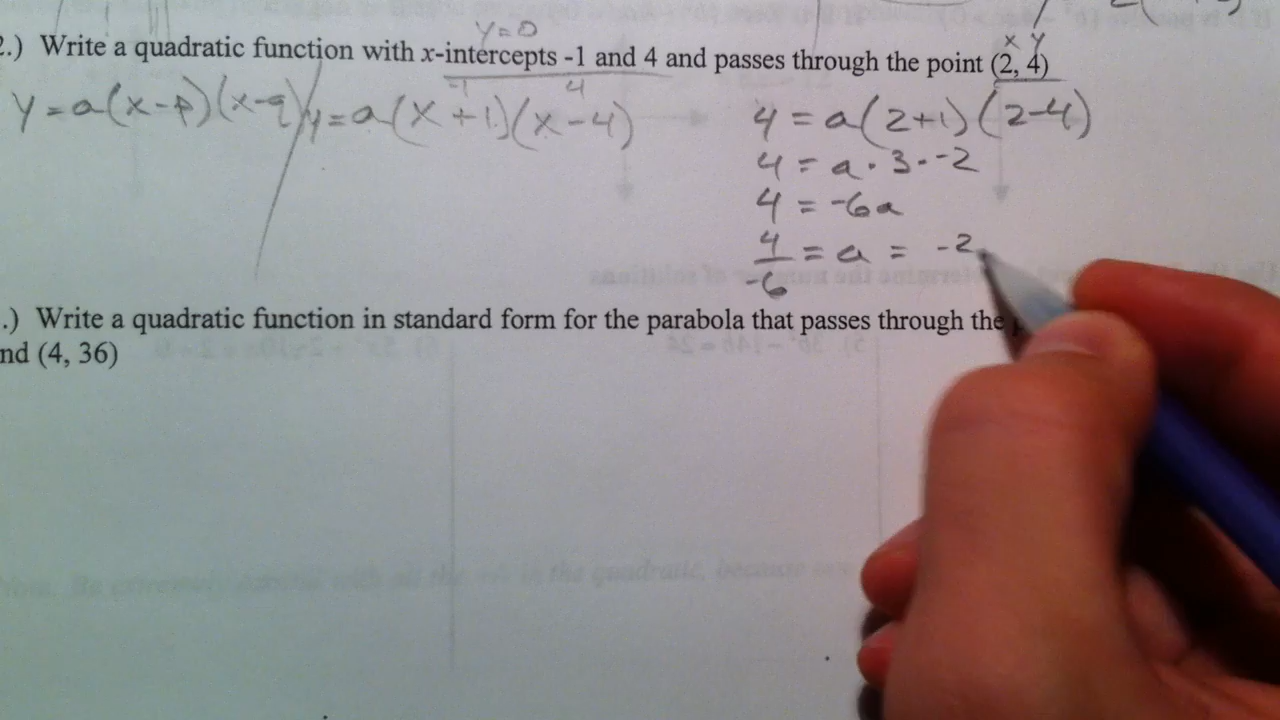 y=0
2.) Write a quadratic function with x-intercepts -1 and 4 and passes through the point (2, 4)
x y
-1 4
y=a(x-p)(x-q) y=a(x+1)(x-4)
4=a(2+1)(2-4)
4=a·3·-2
4=-6a
4/-6=a=-2
.) Write a quadratic function in standard form for the parabola that passes through the
nd (4, 36)